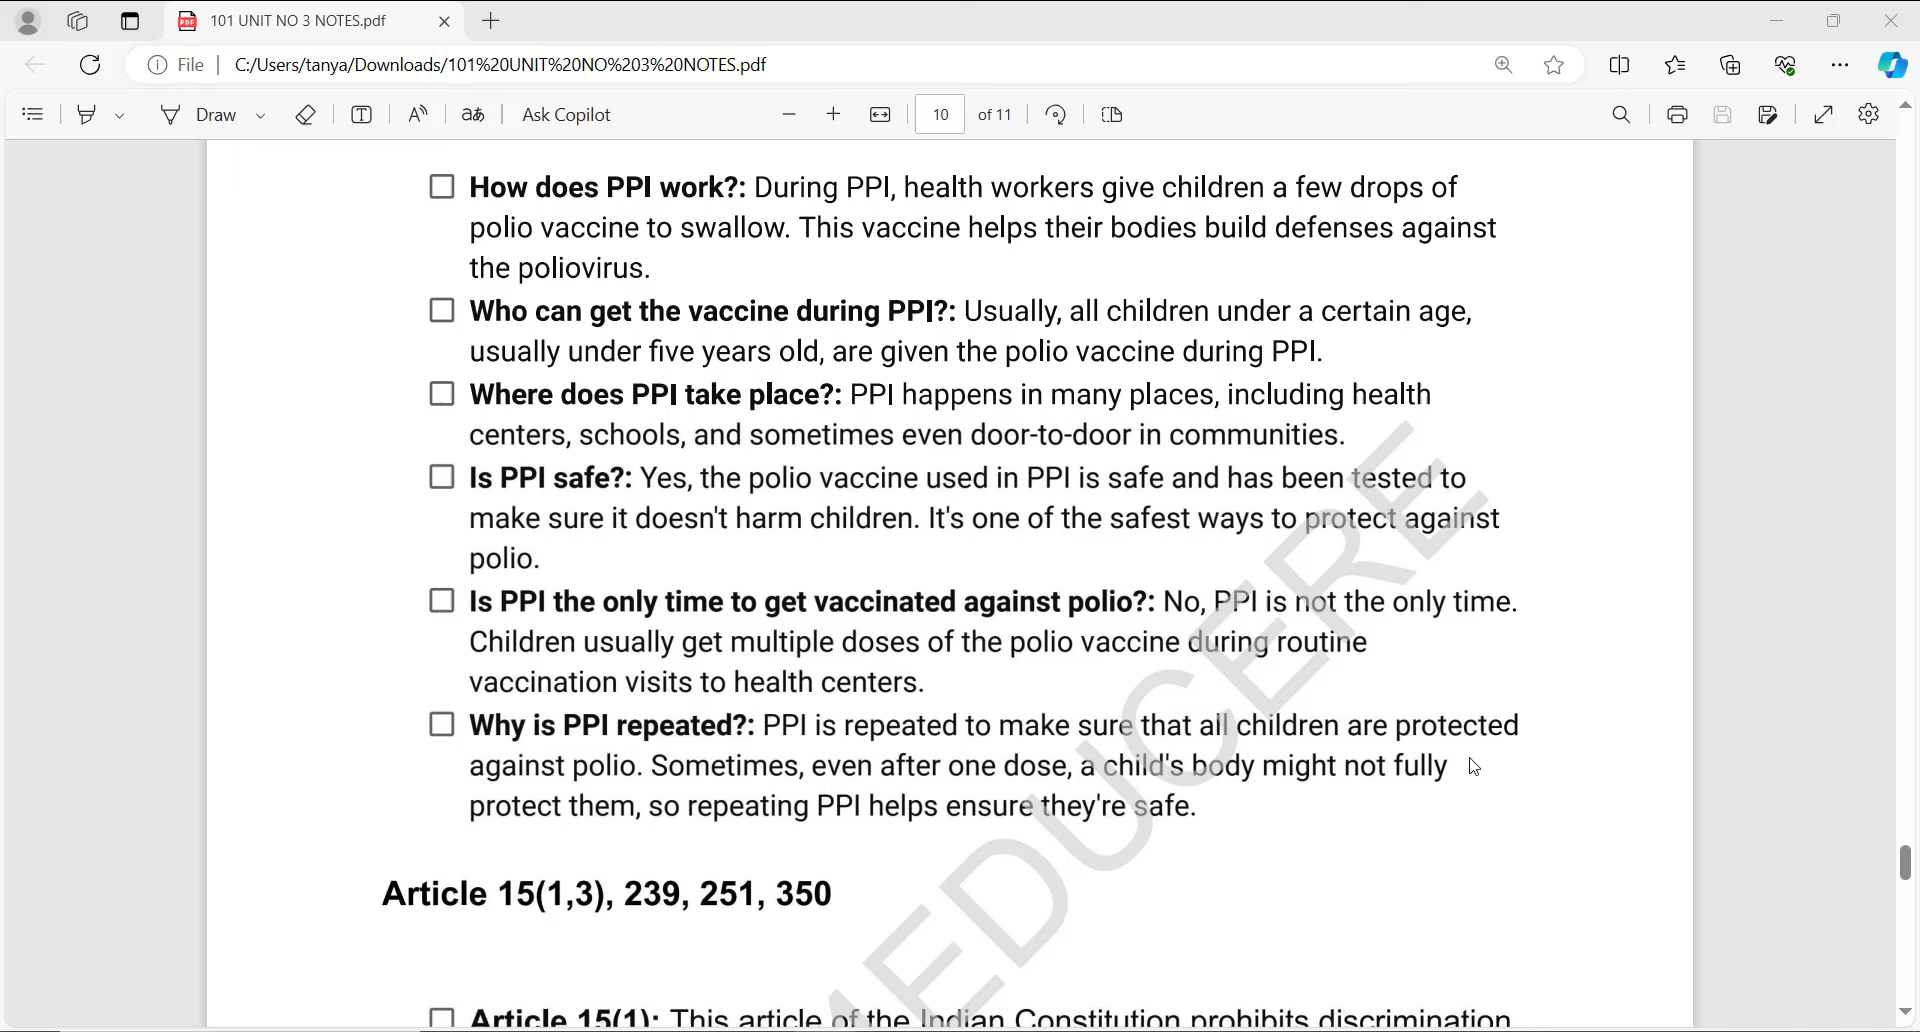 101 UNIT NO 3 NOTES.pdf
File
C:/Users/tanya/Downloads/101%20UNIT%20NO%203%20NOTES.pdf
Draw
Ask Copilot
10 of 11
How does PPI work?: During PPI, health workers give children a few drops of
polio vaccine to swallow. This vaccine helps their bodies build defenses against
the poliovirus.
Who can get the vaccine during PPI?: Usually, all children under a certain age,
usually under five years old, are given the polio vaccine during PPI.
Where does PPI take place?: PPI happens in many places, including health
centers, schools, and sometimes even door-to-door in communities.
Is PPI safe?: Yes, the polio vaccine used in PPI is safe and has been tested to
make sure it doesn't harm children. It's one of the safest ways to protect against
polio.
Is PPI the only time to get vaccinated against polio?: No, PPI is not the only time.
Children usually get multiple doses of the polio vaccine during routine
vaccination visits to health centers.
Why is PPI repeated?: PPI is repeated to make sure that all children are protected
against polio. Sometimes, even after one dose, a child's body might not fully
protect them, so repeating PPI helps ensure they're safe.
Article 15(1,3), 239, 251, 350
Article 15(1): This article of the Indian Constitution prohibits discrimination
MEDUCERE